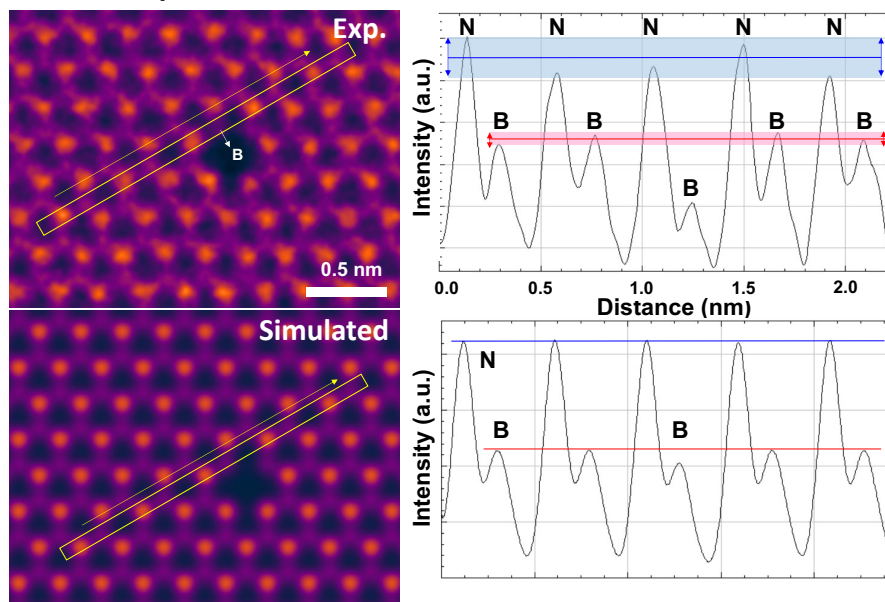 Exp.
B
0.5 nm
Simulated
N N N N N
B B B B
B
Intensity (a.u.)
0.0 0.5 1.0 1.5 2.0
Distance (nm)
N
B B
Intensity (a.u.)